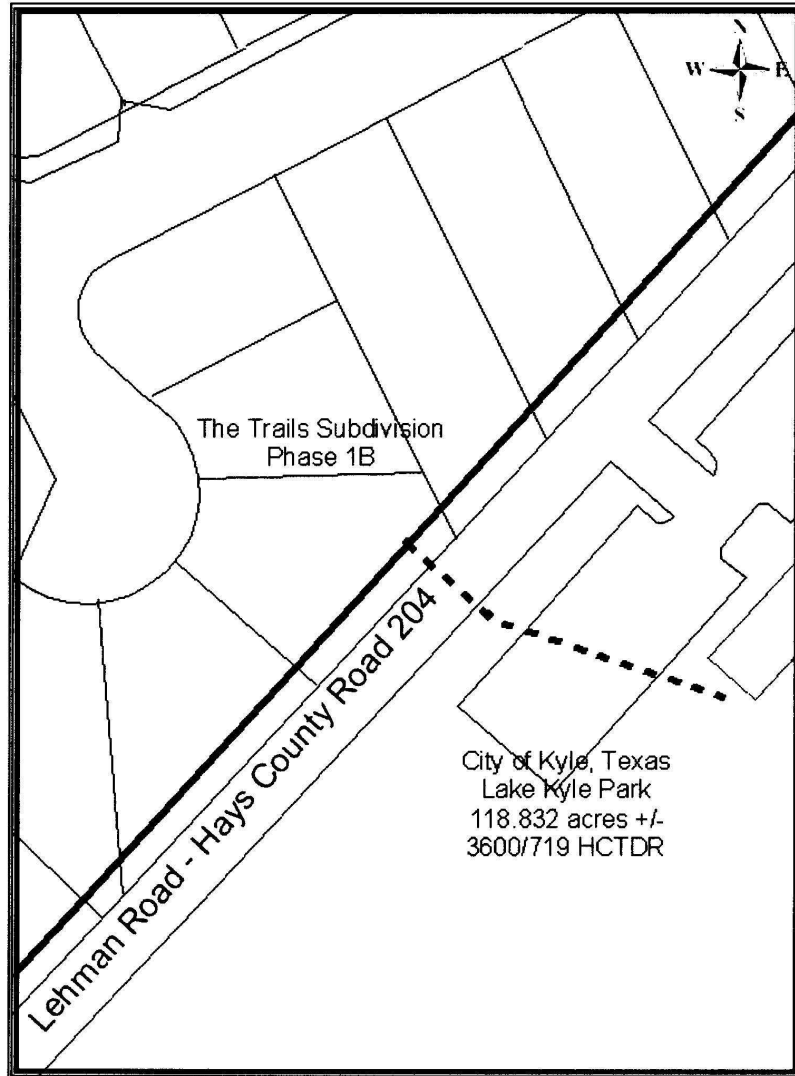 N
W E
S
The Trails Subdivision
Phase 1B
Lehman Road - Hays County Road 204
City of Kyle, Texas
Lake Kyle Park
118.832 acres +/-
3600/719 HCTDR